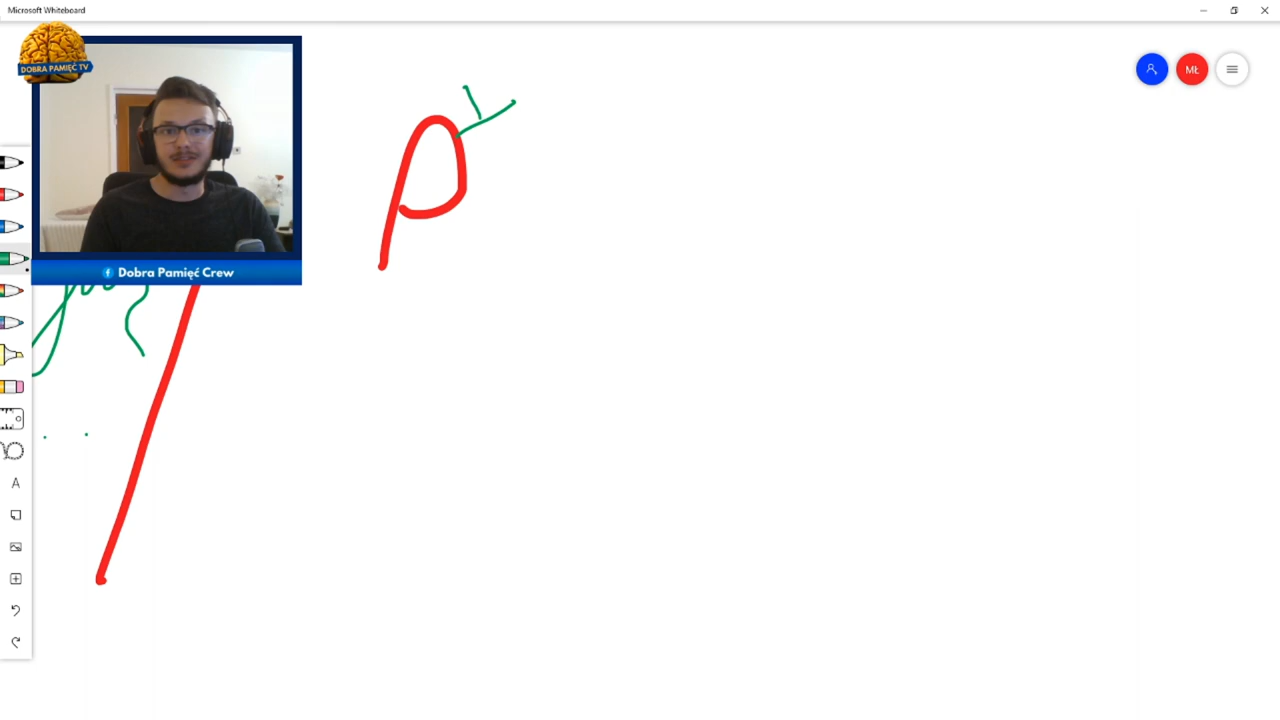 Microsoft Whiteboard
DOBRA PAMIĘĆ TV
MŁ
P
Dobra Pamięć Crew
A